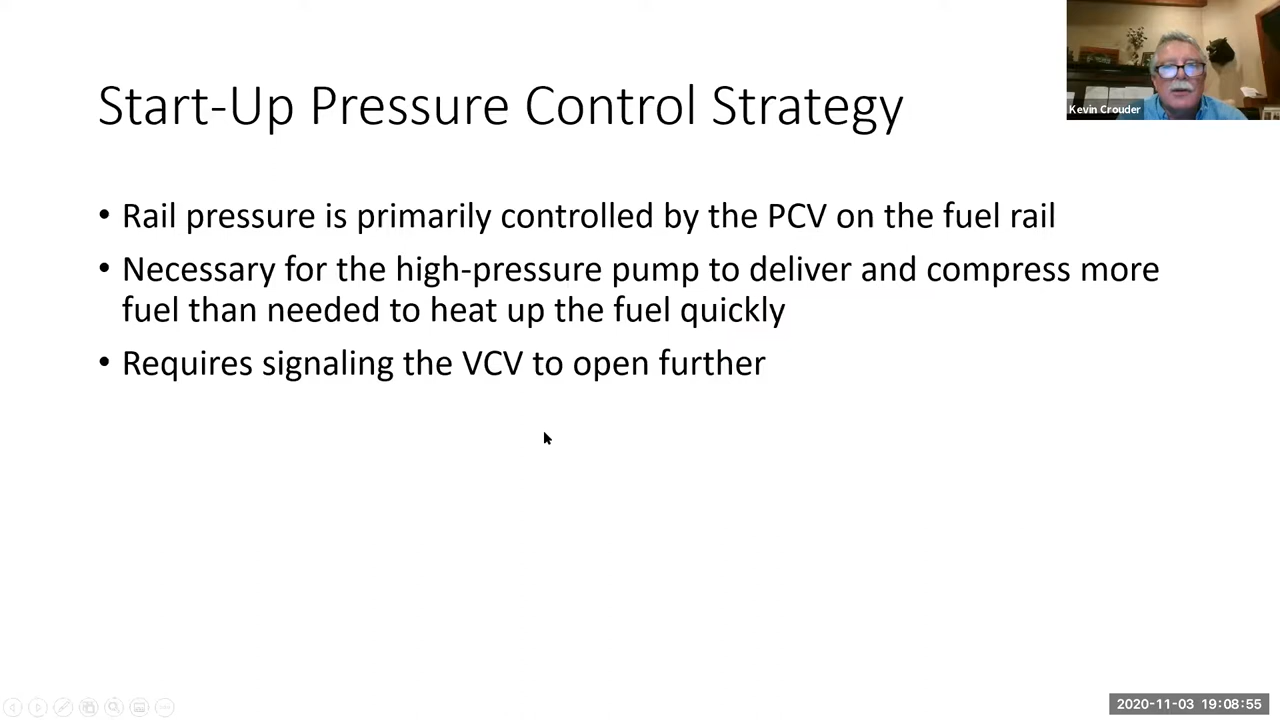 Start-Up Pressure Control Strategy
Kevin Crouder
• Rail pressure is primarily controlled by the PCV on the fuel rail
• Necessary for the high-pressure pump to deliver and compress more
fuel than needed to heat up the fuel quickly
• Requires signaling the VCV to open further
2020-11-03 19:08:55